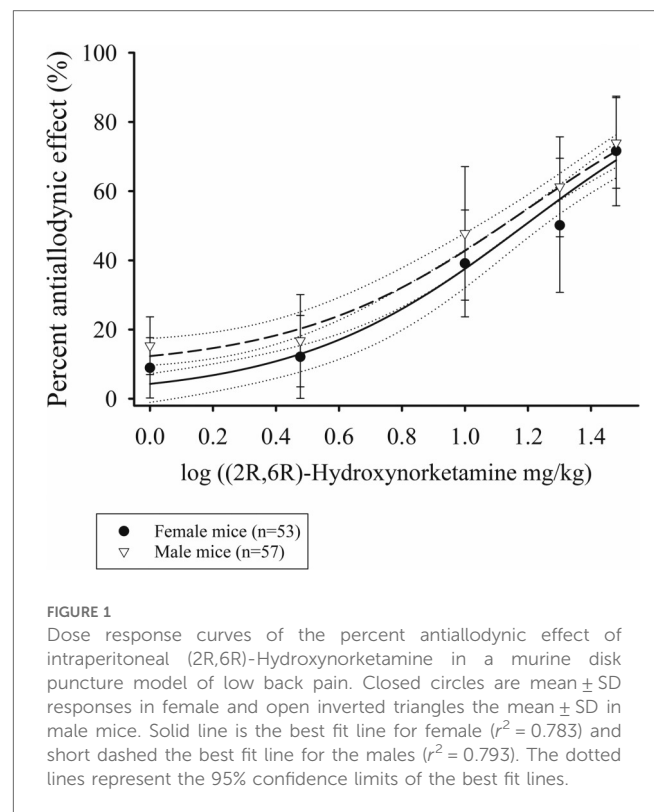 100
80
60
40
20
0
Percent antiallodynic effect (%)
0.0 0.2 0.4 0.6 0.8 1.0 1.2 1.4
log ((2R,6R)-Hydroxynorketamine mg/kg)
Female mice (n=53)
Male mice (n=57)
FIGURE 1
Dose response curves of the percent antiallodynic effect of
intraperitoneal (2R,6R)-Hydroxynorketamine in a murine disk
puncture model of low back pain. Closed circles are mean ± SD
responses in female and open inverted triangles the mean ± SD in
male mice. Solid line is the best fit line for female (r² = 0.783) and
short dashed the best fit line for the males (r² = 0.793). The dotted
lines represent the 95% confidence limits of the best fit lines.